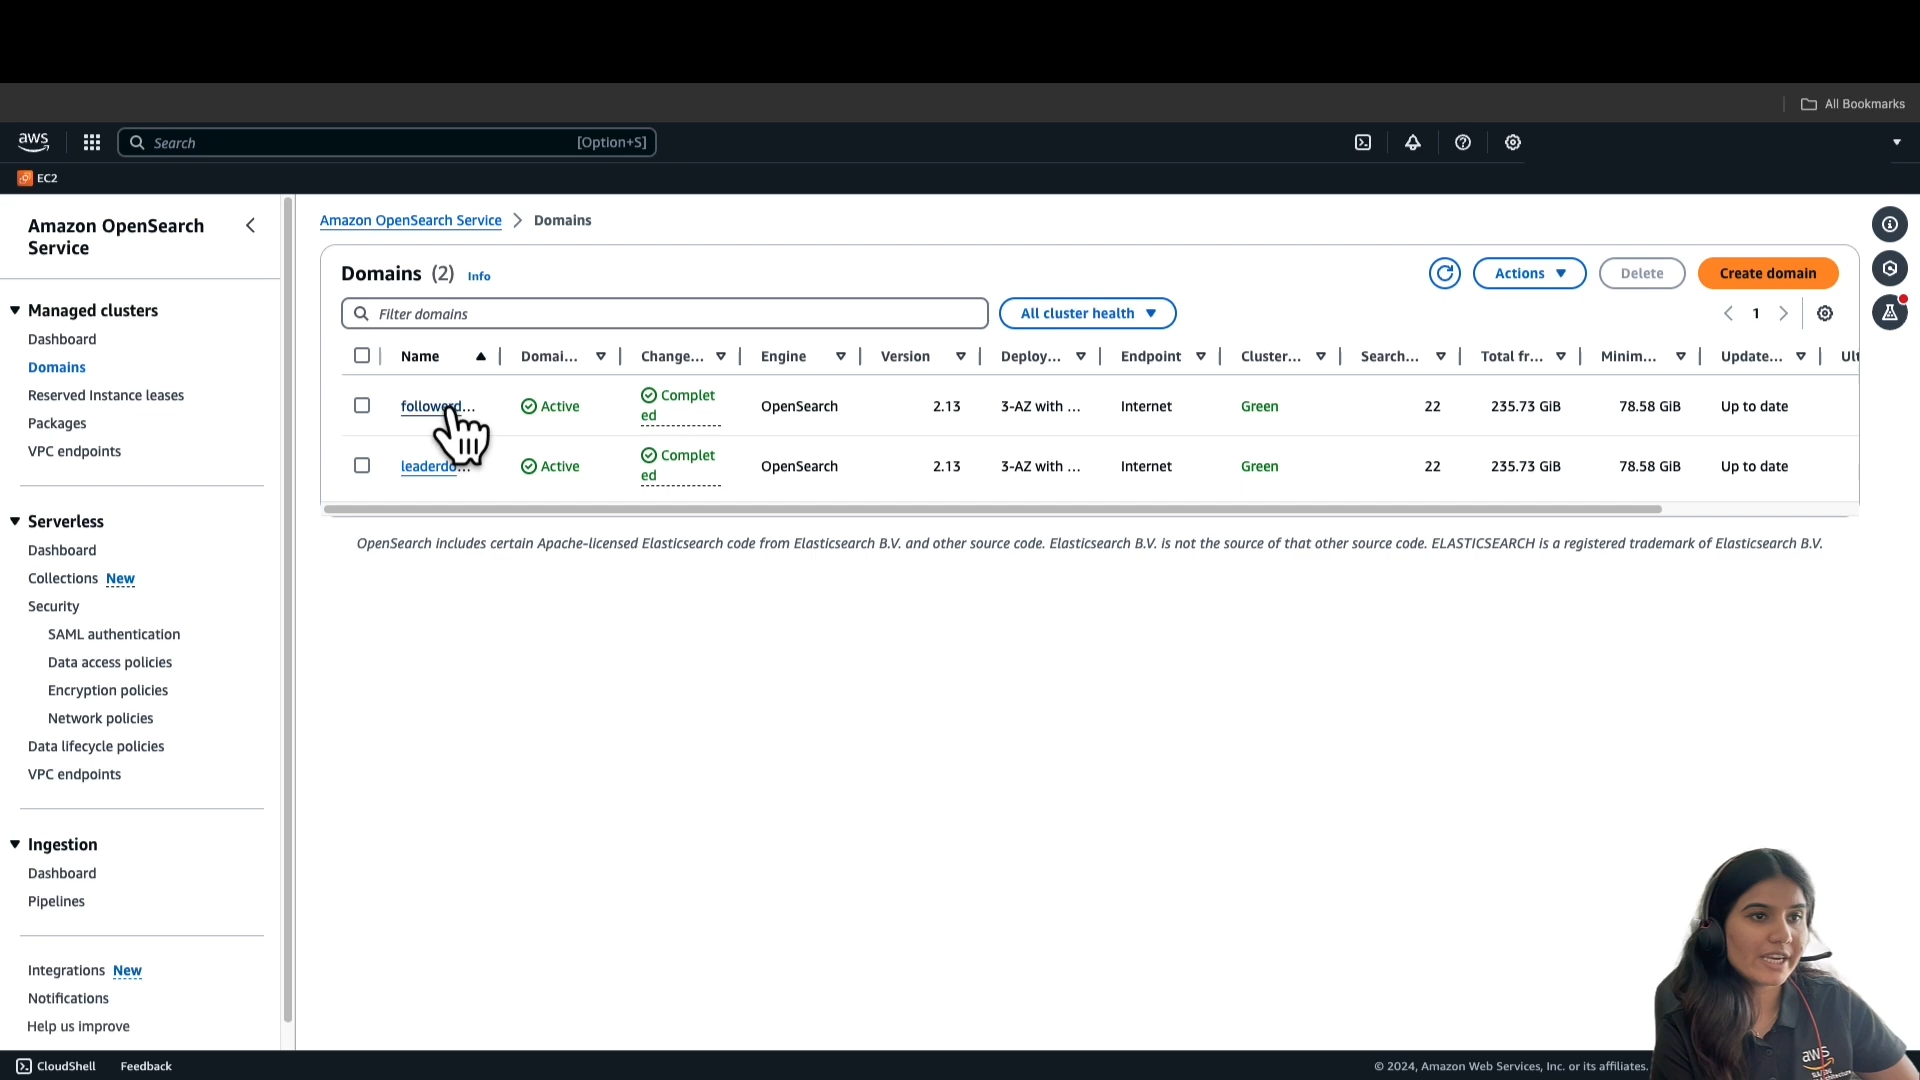 All Bookmarks
aws
Search
[Option+S]
EC2
Amazon OpenSearch
Service
Managed clusters
Dashboard
Domains
Reserved Instance leases
Packages
VPC endpoints
Serverless
Dashboard
Collections New
Security
SAML authentication
Data access policies
Encryption policies
Network policies
Data lifecycle policies
VPC endpoints
Ingestion
Dashboard
Pipelines
Integrations New
Notifications
Help us improve
Amazon OpenSearch Service > Domains
Domains (2) Info
Actions
Delete
Create domain
Filter domains
All cluster health
1
Name Domai... Change... Engine Version Deploy... Endpoint Cluster... Search... Total fr... Minim... Update... Ult
followerd... Active Complet
ed
OpenSearch 2.13 3-AZ with ... Internet Green 22 235.73 GiB 78.58 GiB Up to date
leaderdo... Active Complet
ed
OpenSearch 2.13 3-AZ with ... Internet Green 22 235.73 GiB 78.58 GiB Up to date
OpenSearch includes certain Apache-licensed Elasticsearch code from Elasticsearch B.V. and other source code. Elasticsearch B.V. is not the source of that other source code. ELASTICSEARCH is a registered trademark of Elasticsearch B.V.
CloudShell Feedback
© 2024, Amazon Web Services, Inc. or its affiliates.
aws